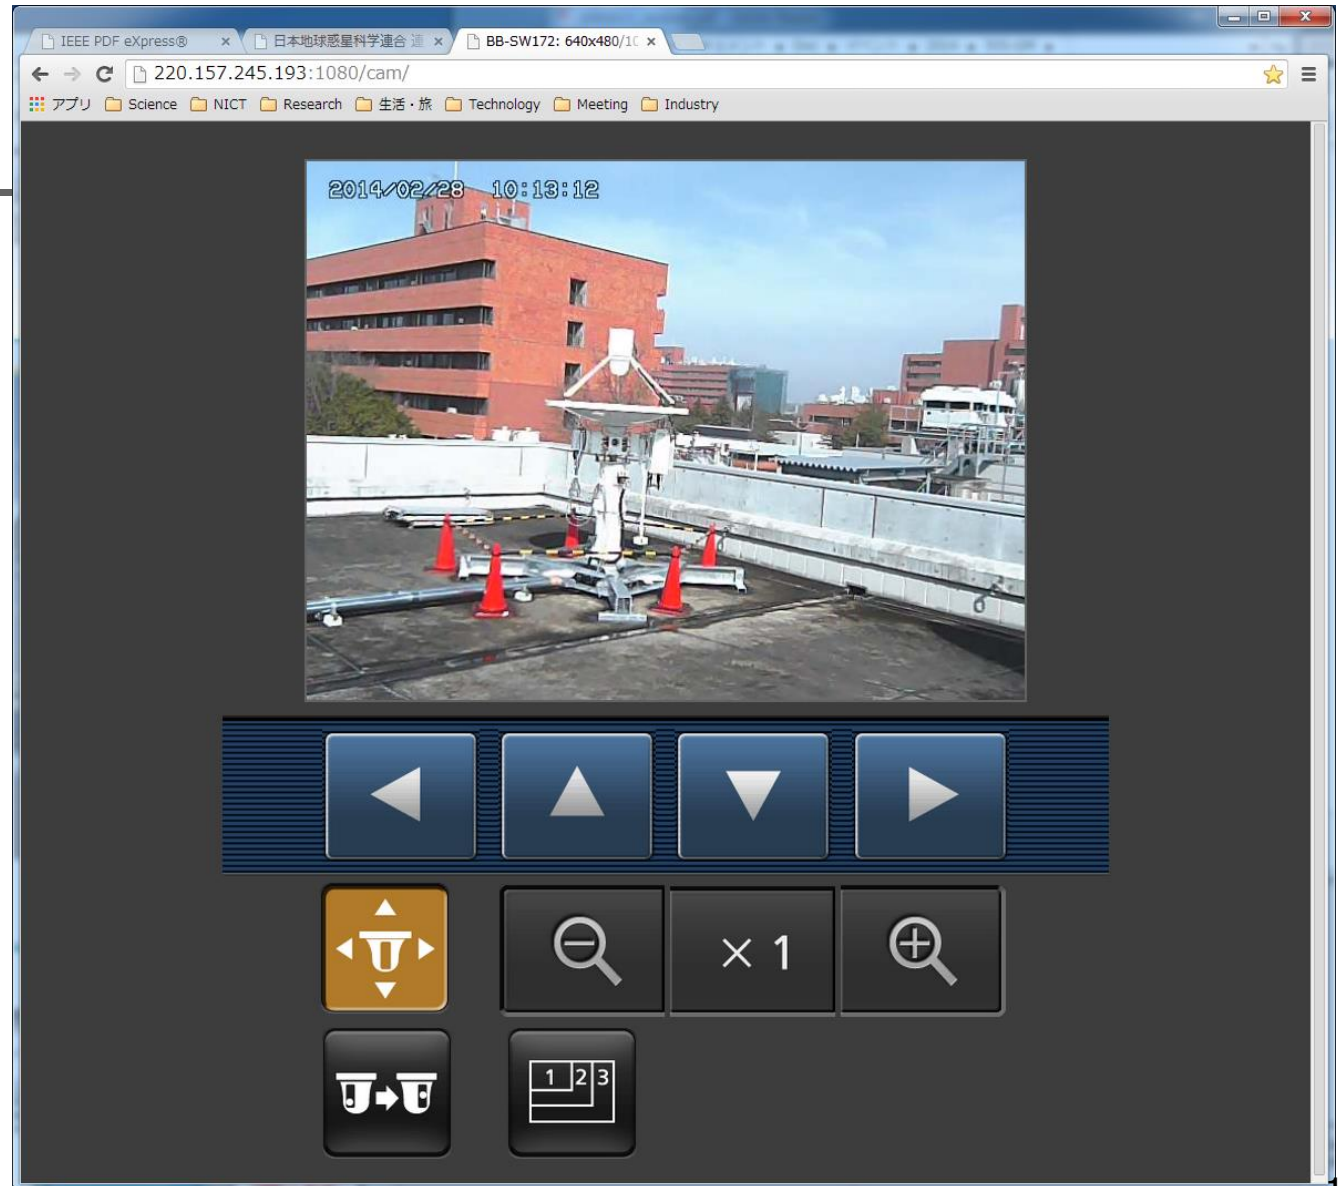 IEEE PDF eXpress®
日本地球惑星科学連合
BB-SW172: 640x480/1
220.157.245.193:1080/cam/
アプリ Science NICT Research 生活・旅 Technology Meeting Industry
2014/02/28 10:13:12
× 1
1 2 3